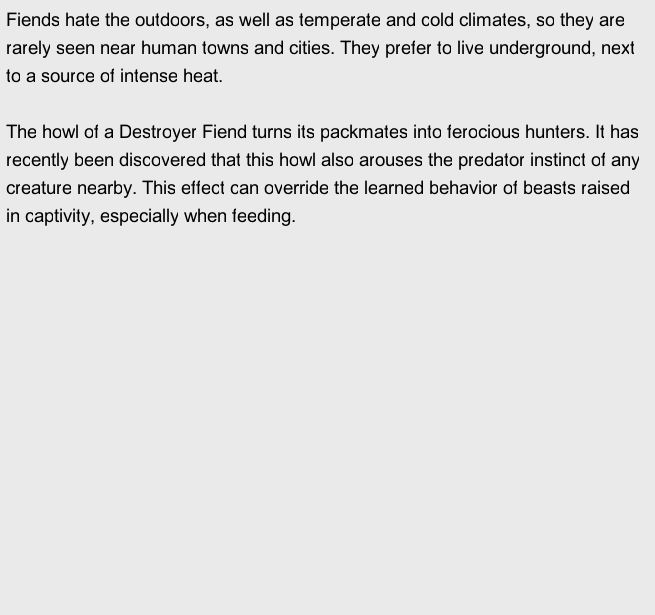 Fiends hate the outdoors, as well as temperate and cold climates, so they are
rarely seen near human towns and cities. They prefer to live underground, next
to a source of intense heat.

The howl of a Destroyer Fiend turns its packmates into ferocious hunters. It has
recently been discovered that this howl also arouses the predator instinct of any
creature nearby. This effect can override the learned behavior of beasts raised
in captivity, especially when feeding.